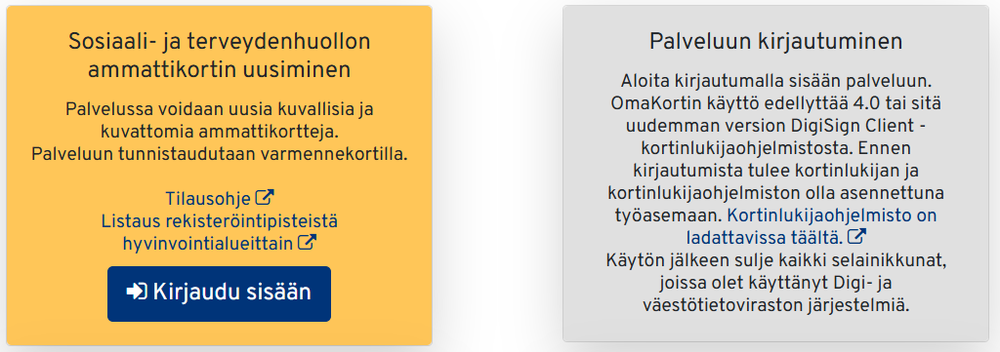 Sosiaali- ja terveydenhuollon
ammattikortin uusiminen
Palvelussa voidaan uusia kuvallisia ja
kuvattomia ammattikortteja.
Palveluun tunnistaudutaan varmennekortilla.
Tilausohje
Listaus rekisteröintipisteistä
hyvinvointialueittain
Kirjaudu sisään
Palveluun kirjautuminen
Aloita kirjautumalla sisään palveluun.
OmaKortin käyttö edellyttää 4.0 tai sitä
uudemman version DigiSign Client -
kortinlukijaohjelmistosta. Ennen
kirjautumista tulee kortinlukijan ja
kortinlukijaohjelmiston olla asennettuna
työasemaan. Kortinlukijaohjelmisto on
ladattavissa täältä.
Käytön jälkeen sulje kaikki selainikkunat,
joissa olet käyttänyt Digi- ja
väestötietoviraston järjestelmiä.